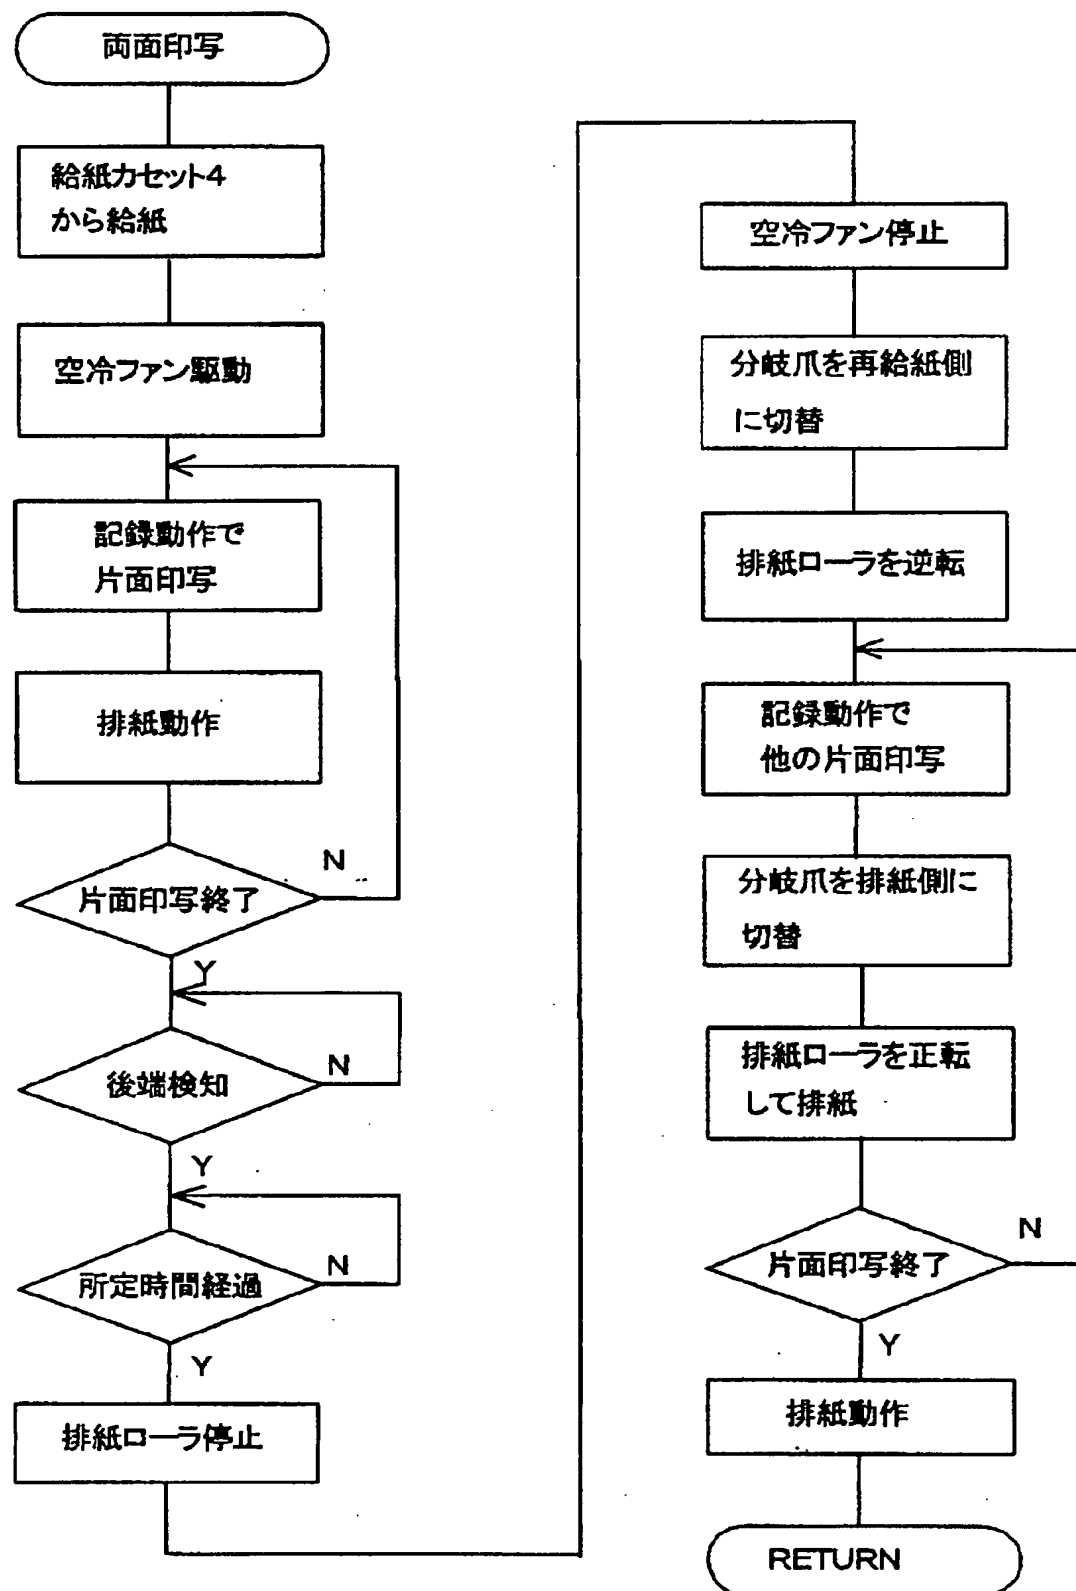 両面印写
給紙カセット4
から給紙
空冷ファン駆動
記録動作で
片面印写
排紙動作
片面印写終了
N
Y
後端検知
N
Y
所定時間経過
N
Y
排紙ローラ停止
空冷ファン停止
分岐爪を再給紙側
に切替
排紙ローラを逆転
記録動作で
他の片面印写
分岐爪を排紙側に
切替
排紙ローラを正転
して排紙
片面印写終了
N
Y
排紙動作
RETURN